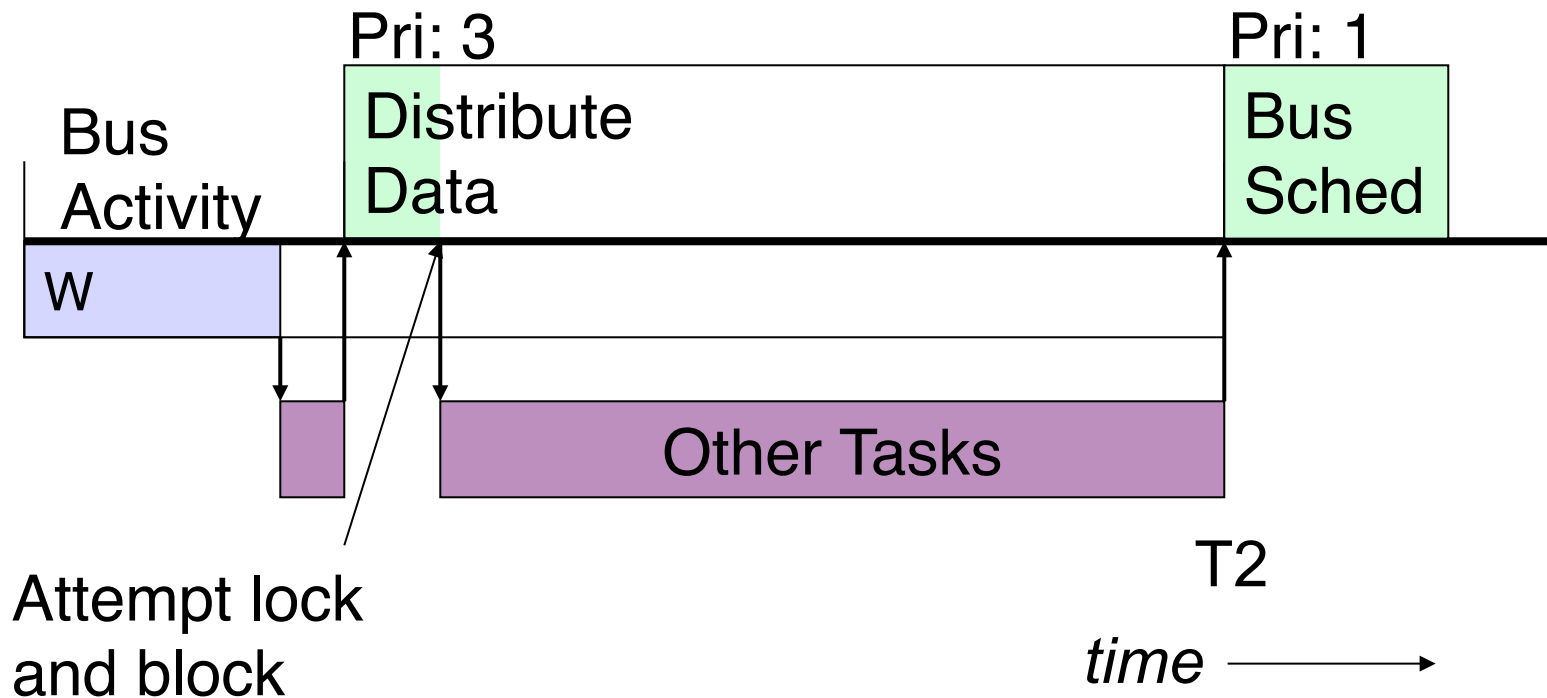 Pri: 3
Pri: 1
Bus
Activity
Distribute
Data
Bus
Sched
W
Other Tasks
T2
Attempt lock
and block
time